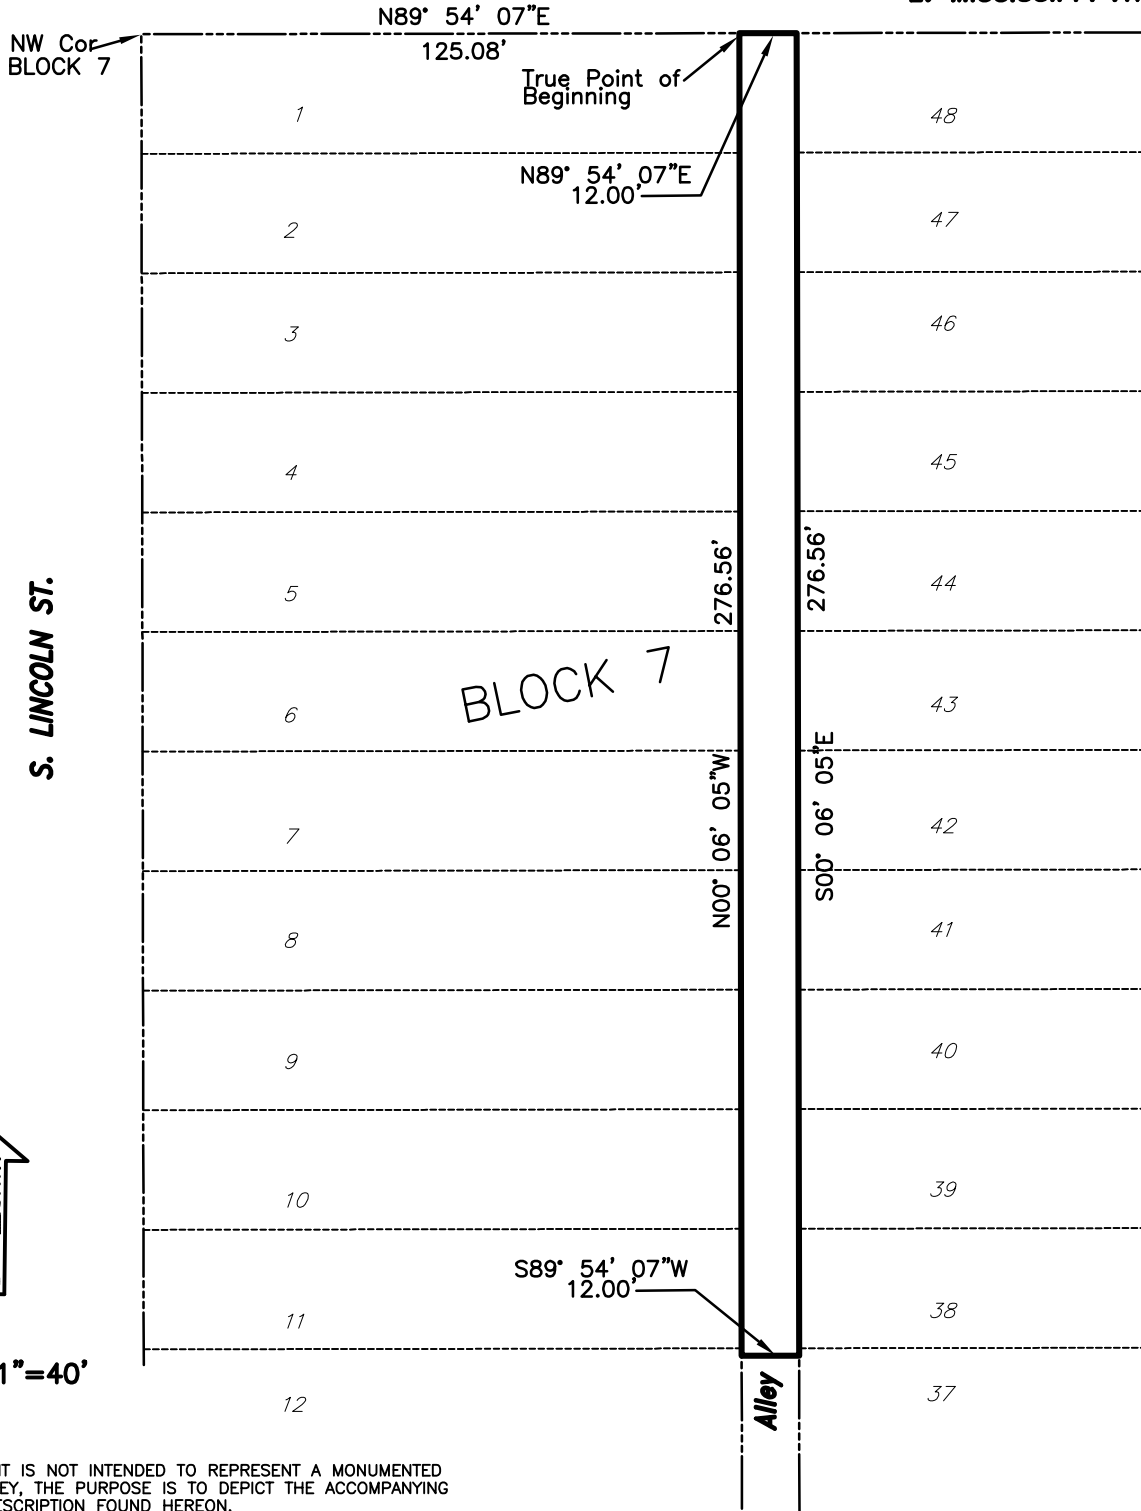 N89° 54' 07"E
125.08'
NW Cor
BLOCK 7
True Point of
Beginning
N89° 54' 07"E
12.00'
1
48
2
47
3
46
4
45
5
44
6
43
7
42
8
41
9
40
10
39
11
38
12
37
276.56'
276.56'
BLOCK 7
S. LINCOLN ST.
N00° 06' 05"W
S00° 06' 05"E
S89° 54' 07"W
12.00'
1"=40'
Alley
IT IS NOT INTENDED TO REPRESENT A MONUMENTED
EY, THE PURPOSE IS TO DEPICT THE ACCOMPANYING
ESCRIPTION FOUND HEREON.